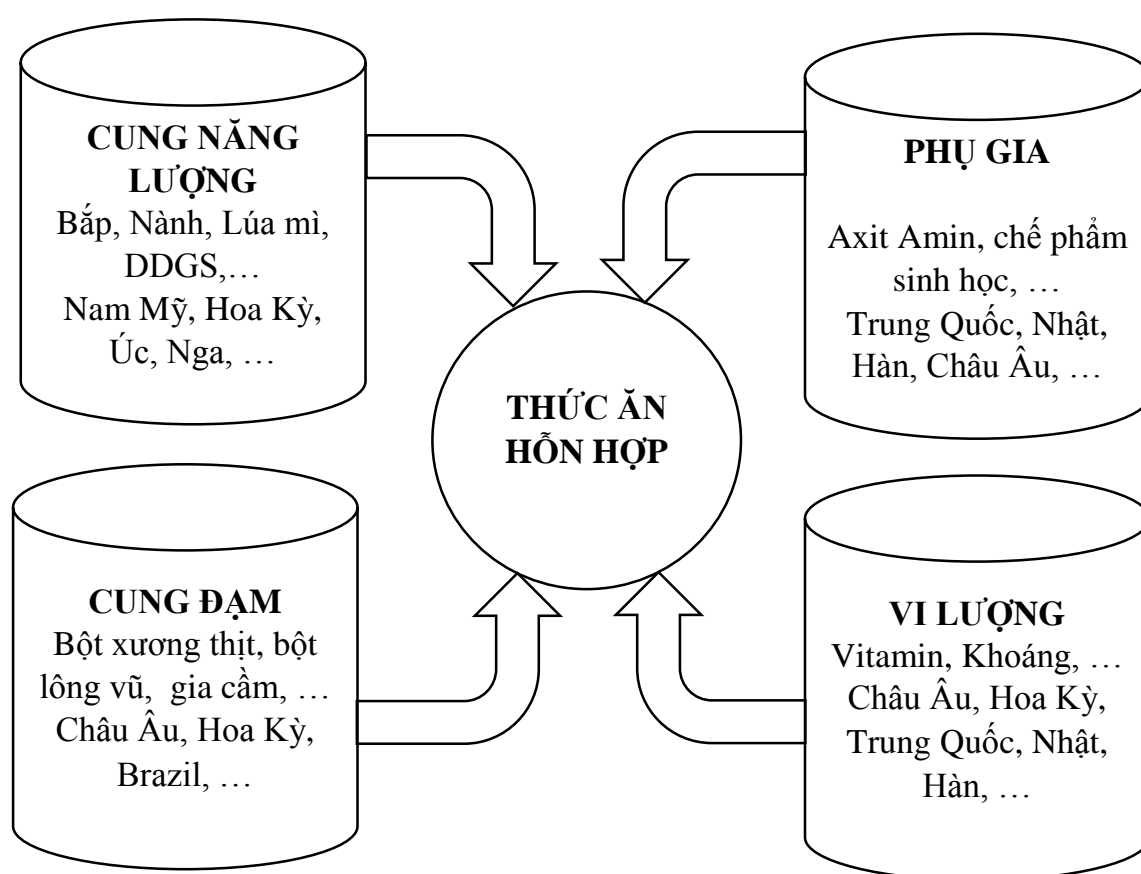 CUNG NĂNG
LƯỢNG
Bắp, Nành, Lúa mì,
DDGS,…
Nam Mỹ, Hoa Kỳ,
Úc, Nga, …
PHỤ GIA
Axit Amin, chế phẩm
sinh học, …
Trung Quốc, Nhật,
Hàn, Châu Âu, …
THỨC ĂN
HỖN HỢP
CUNG ĐẠM
Bột xương thịt, bột
lông vũ, gia cầm, …
Châu Âu, Hoa Kỳ,
Brazil, …
VI LƯỢNG
Vitamin, Khoáng, …
Châu Âu, Hoa Kỳ,
Trung Quốc, Nhật,
Hàn, …